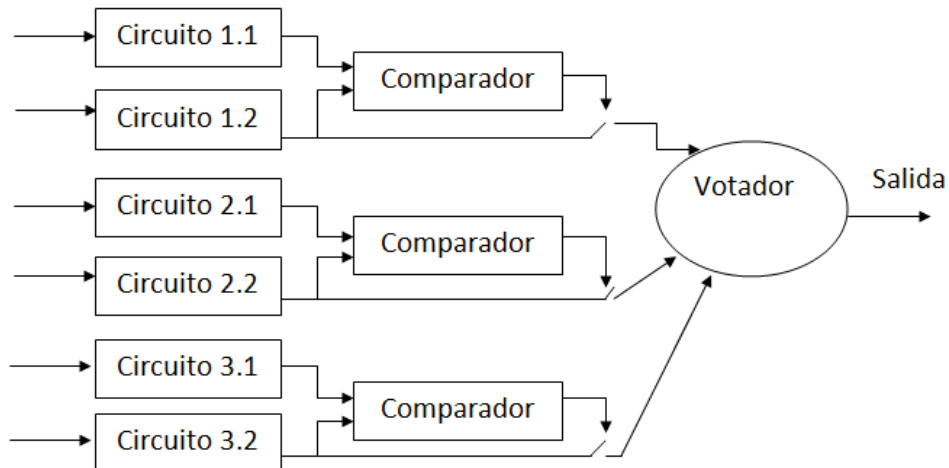 Circuito 1.1
Comparador
Circuito 1.2
Votador
Salida
Circuito 2.1
Comparador
Circuito 2.2
Circuito 3.1
Comparador
Circuito 3.2